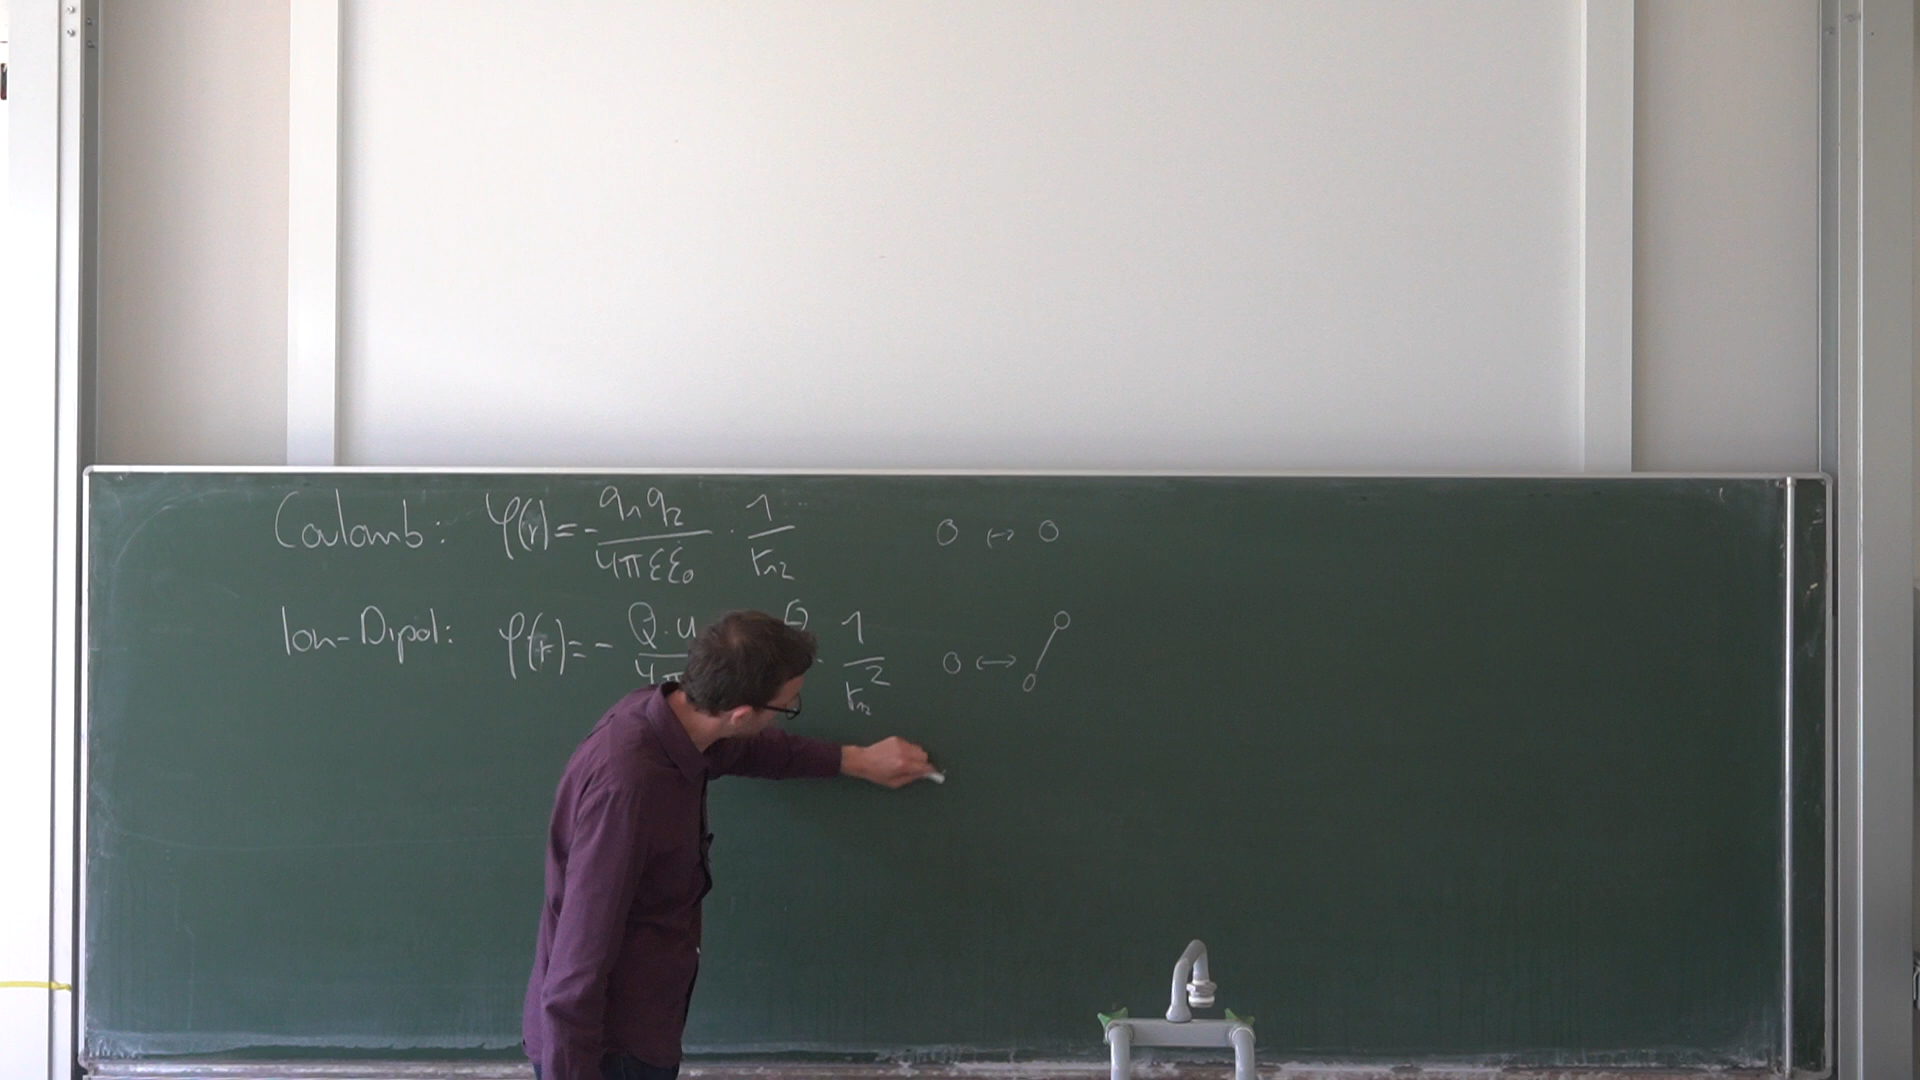 Coulomb: φ(r) = - q₁q₂ / 4πεε₀ · 1 / r₁₂
Ion-Dipol: φ(r) = - Q·μ / 4π · 1 / r₁₂²